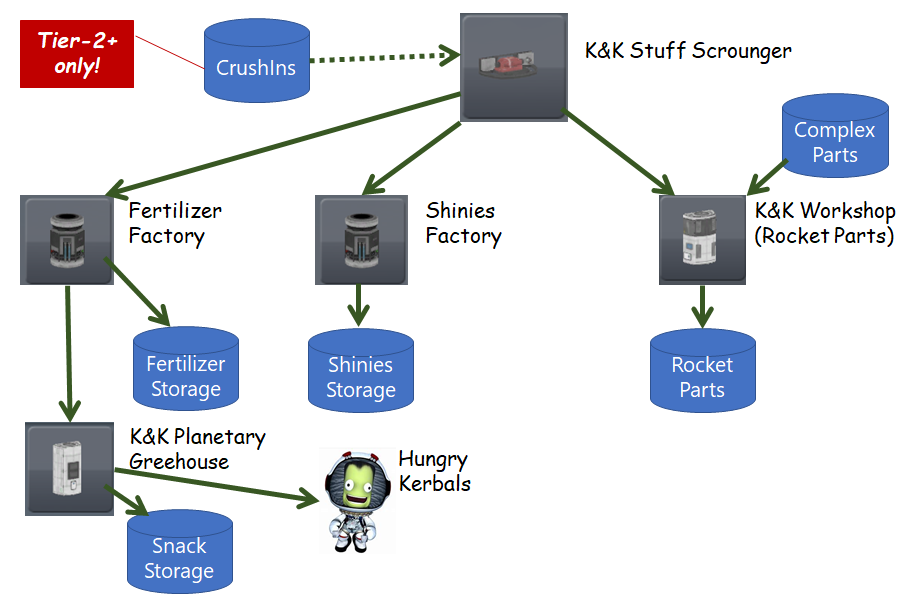 Tier-2+
only!
CrushIns
K&K Stuff Scrounger
Complex
Parts
Fertilizer
Factory
Shinies
Factory
K&K Workshop
(Rocket Parts)
Fertilizer
Storage
Shinies
Storage
Rocket
Parts
K&K Planetary
Greehouse
Hungry
Kerbals
Snack
Storage